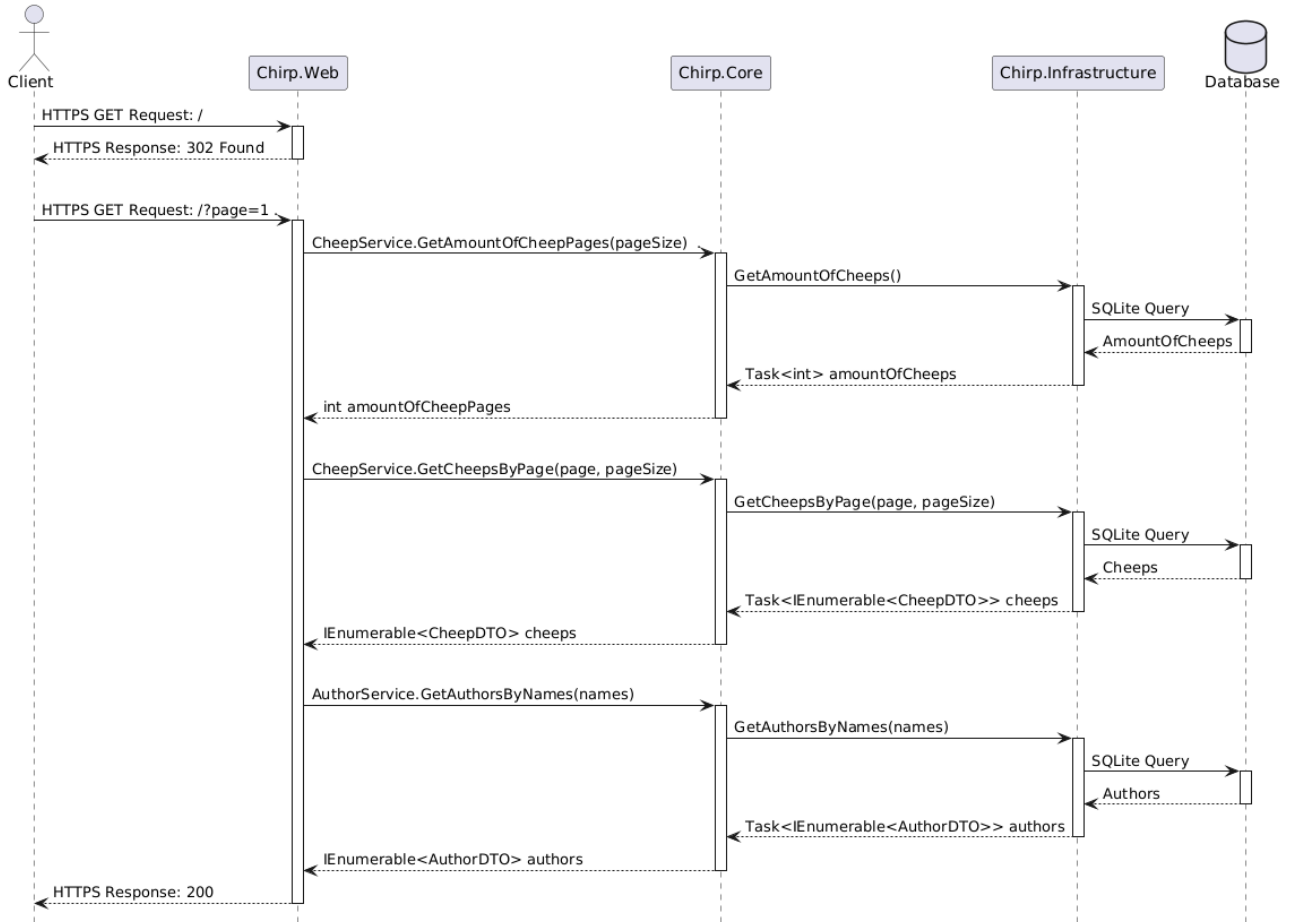 Client
Chirp.Web
Chirp.Core
Chirp.Infrastructure
Database
HTTPS GET Request: /
HTTPS Response: 302 Found
HTTPS GET Request: /?page=1 .
CheepService.GetAmountOfCheepPages(pageSize) .
GetAmountOfCheeps()
SQLite Query
AmountOfCheeps
Task<int> amountOfCheeps
int amountOfCheepPages
CheepService.GetCheepsByPage(page, pageSize)
GetCheepsByPage(page, pageSize)
SQLite Query
Cheeps
Task<IEnumerable<CheepDTO>> cheeps
IEnumerable<CheepDTO> cheeps
AuthorService.GetAuthorsByNames(names)
GetAuthorsByNames(names)
SQLite Query
Authors
Task<IEnumerable<AuthorDTO>> authors
IEnumerable<AuthorDTO> authors
HTTPS Response: 200